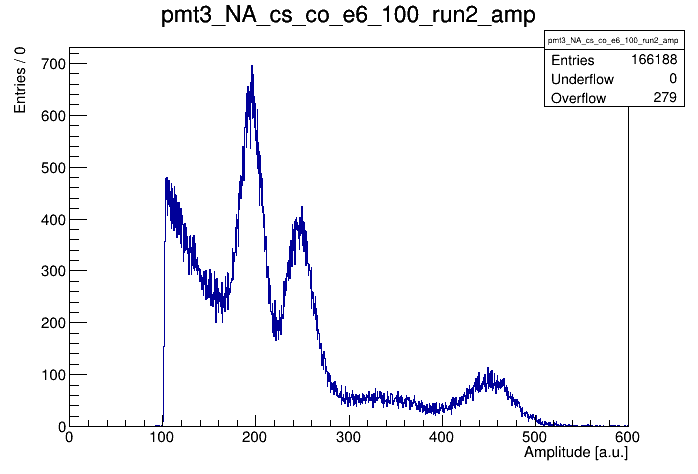 pmt3_NA_cs_co_e6_100_run2_amp
pmt3_NA_cs_co_e6_100_run2_amp
Entries 166188
Underflow 0
Overflow 279
Entries / 0
700
600
500
400
300
200
100
0
0 100 200 300 400 500 600
Amplitude [a.u.]